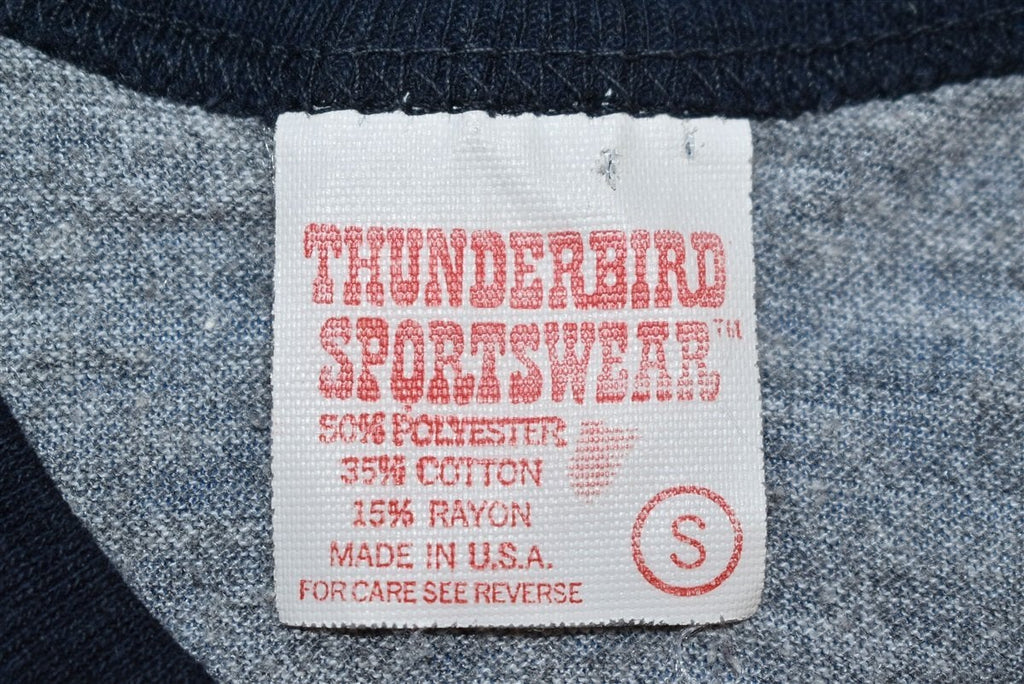 THUNDERBIRD
SPORTSWEAR™
50% POLYESTER
35% COTTON
15% RAYON
MADE IN U.S.A.
FOR CARE SEE REVERSE
S